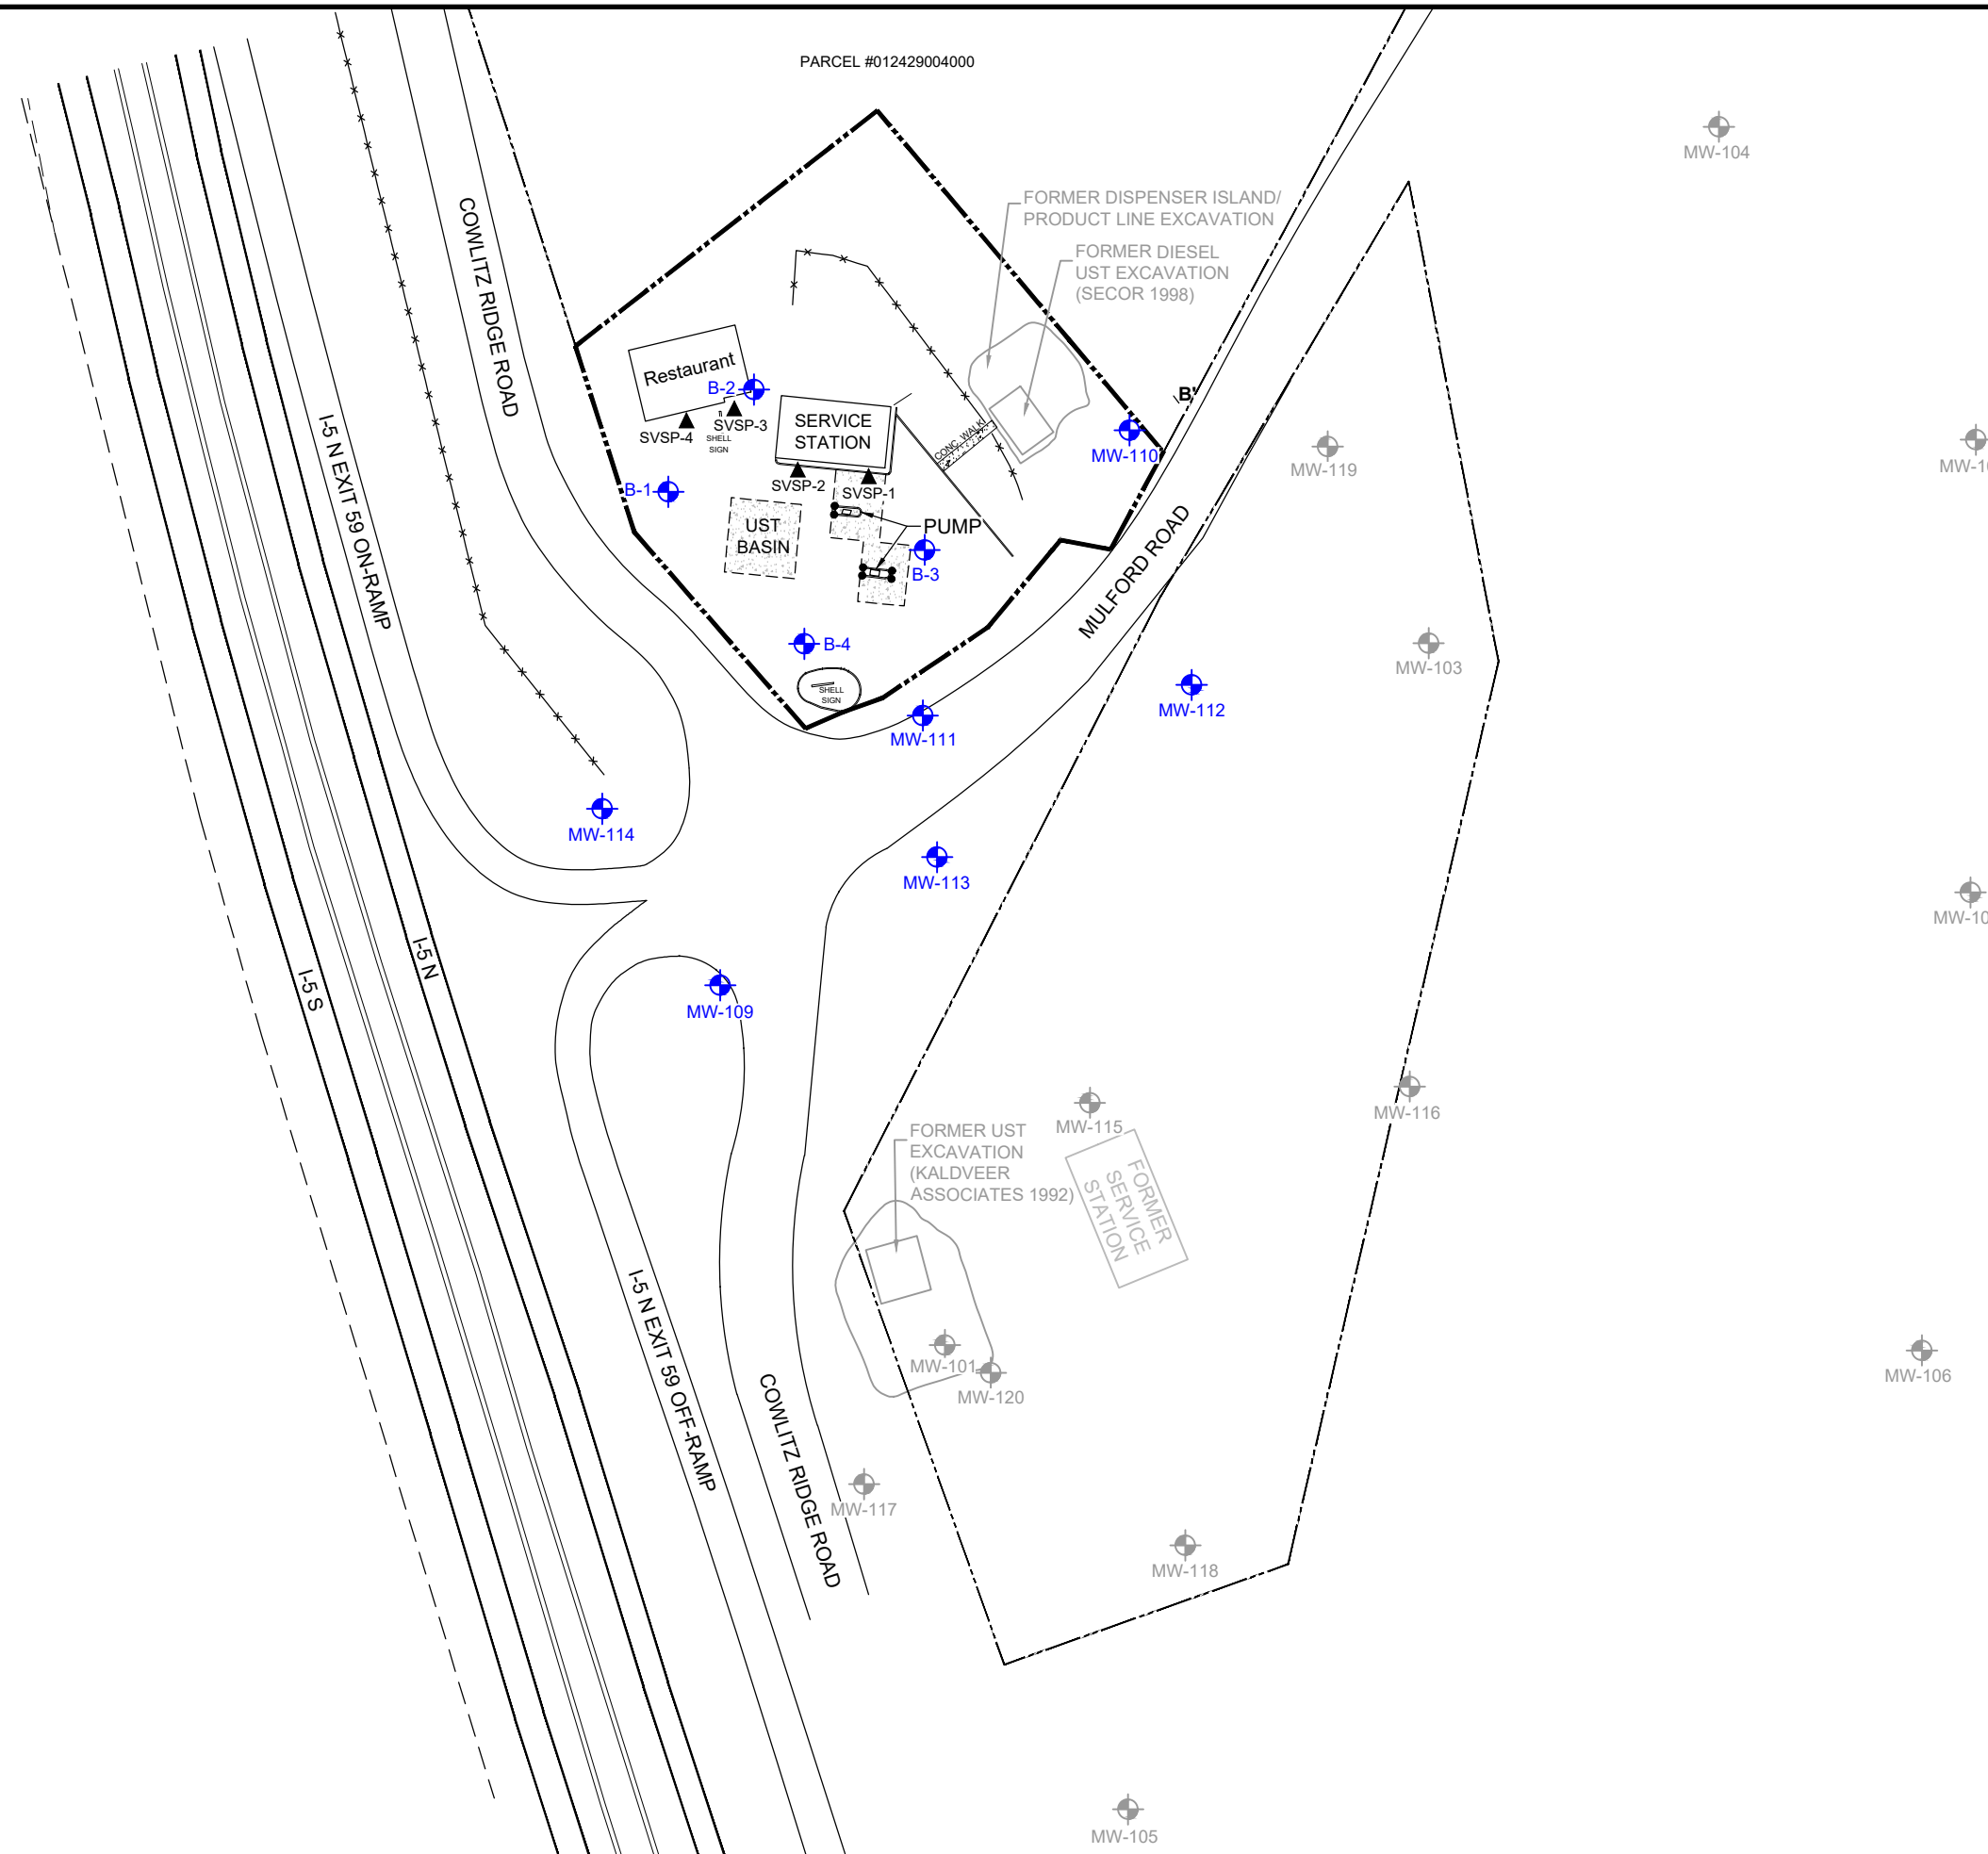 PARCEL #012429004000
MW-104
FORMER DISPENSER ISLAND/
PRODUCT LINE EXCAVATION
FORMER DIESEL
UST EXCAVATION
(SECOR 1998)
COWLITZ RIDGE ROAD
Restaurant
B-2
B'
SVSP-3
SVSP-4
SHELL
SIGN
SERVICE
STATION
CONC. WALK
MW-110
MW-119
MW-10
I-5 N EXIT 59 ON-RAMP
B-1
SVSP-2
SVSP-1
UST
BASIN
PUMP
B-3
MULFORD ROAD
B-4
MW-103
SHELL
SIGN
MW-111
MW-112
MW-114
MW-113
MW-10
I-5 N
I-5 S
MW-109
MW-115
MW-116
FORMER UST
EXCAVATION
(KALDVEER
ASSOCIATES 1992)
FORMER
SERVICE
STATION
I-5 N EXIT 59 OFF-RAMP
MW-101
MW-120
MW-106
COWLITZ RIDGE ROAD
MW-117
MW-118
MW-105